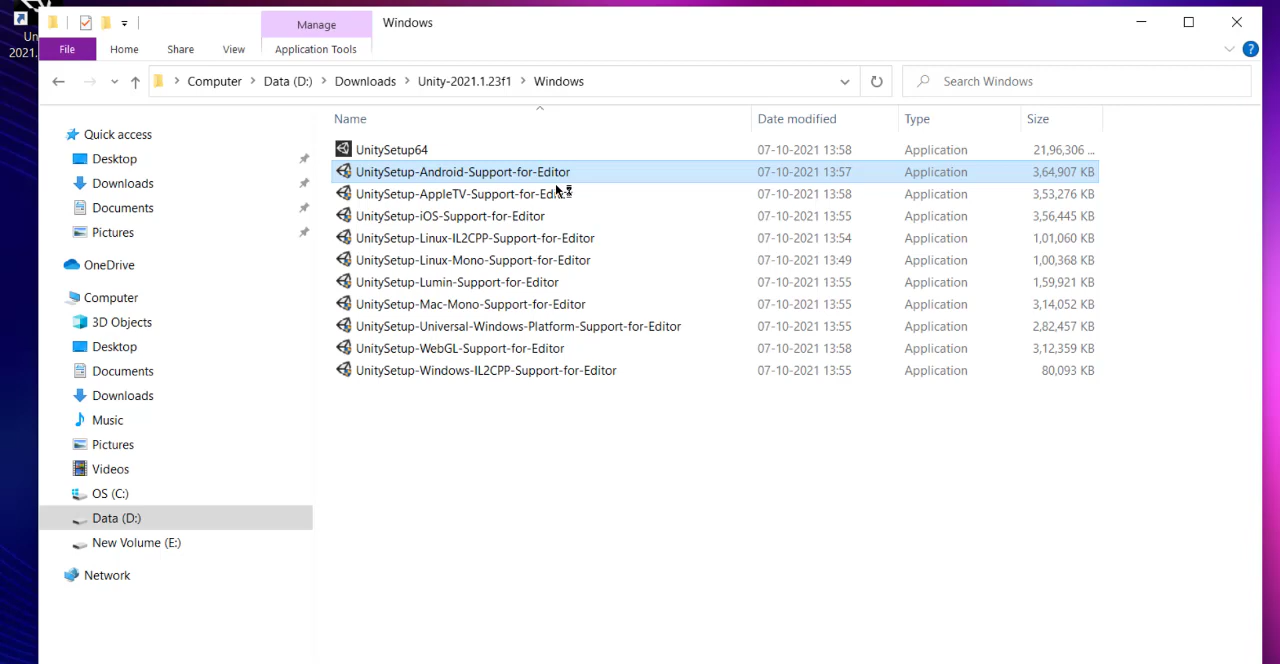 Un
2021.
Manage
Windows
File
Home
Share
View
Application Tools
Computer
Data (D:)
Downloads
Unity-2021.1.23f1
Windows
Search Windows
Name
Date modified
Type
Size
Quick access
Desktop
Downloads
Documents
Pictures
OneDrive
Computer
3D Objects
Desktop
Documents
Downloads
Music
Pictures
Videos
OS (C:)
Data (D:)
New Volume (E:)
Network
UnitySetup64 07-10-2021 13:58 Application 21,96,306 ...
UnitySetup-Android-Support-for-Editor 07-10-2021 13:57 Application 3,64,907 KB
UnitySetup-AppleTV-Support-for- 07-10-2021 13:58 Application 3,53,276 KB
UnitySetup-iOS-Support-for-Editor 07-10-2021 13:55 Application 3,56,445 KB
UnitySetup-Linux-IL2CPP-Support-for-Editor 07-10-2021 13:54 Application 1,01,060 KB
UnitySetup-Linux-Mono-Support-for-Editor 07-10-2021 13:49 Application 1,00,368 KB
UnitySetup-Lumin-Support-for-Editor 07-10-2021 13:55 Application 1,59,921 KB
UnitySetup-Mac-Mono-Support-for-Editor 07-10-2021 13:55 Application 3,14,052 KB
UnitySetup-Universal-Windows-Platform-Support-for-Editor 07-10-2021 13:55 Application 2,82,457 KB
UnitySetup-WebGL-Support-for-Editor 07-10-2021 13:58 Application 3,12,359 KB
UnitySetup-Windows-IL2CPP-Support-for-Editor 07-10-2021 13:55 Application 80,093 KB